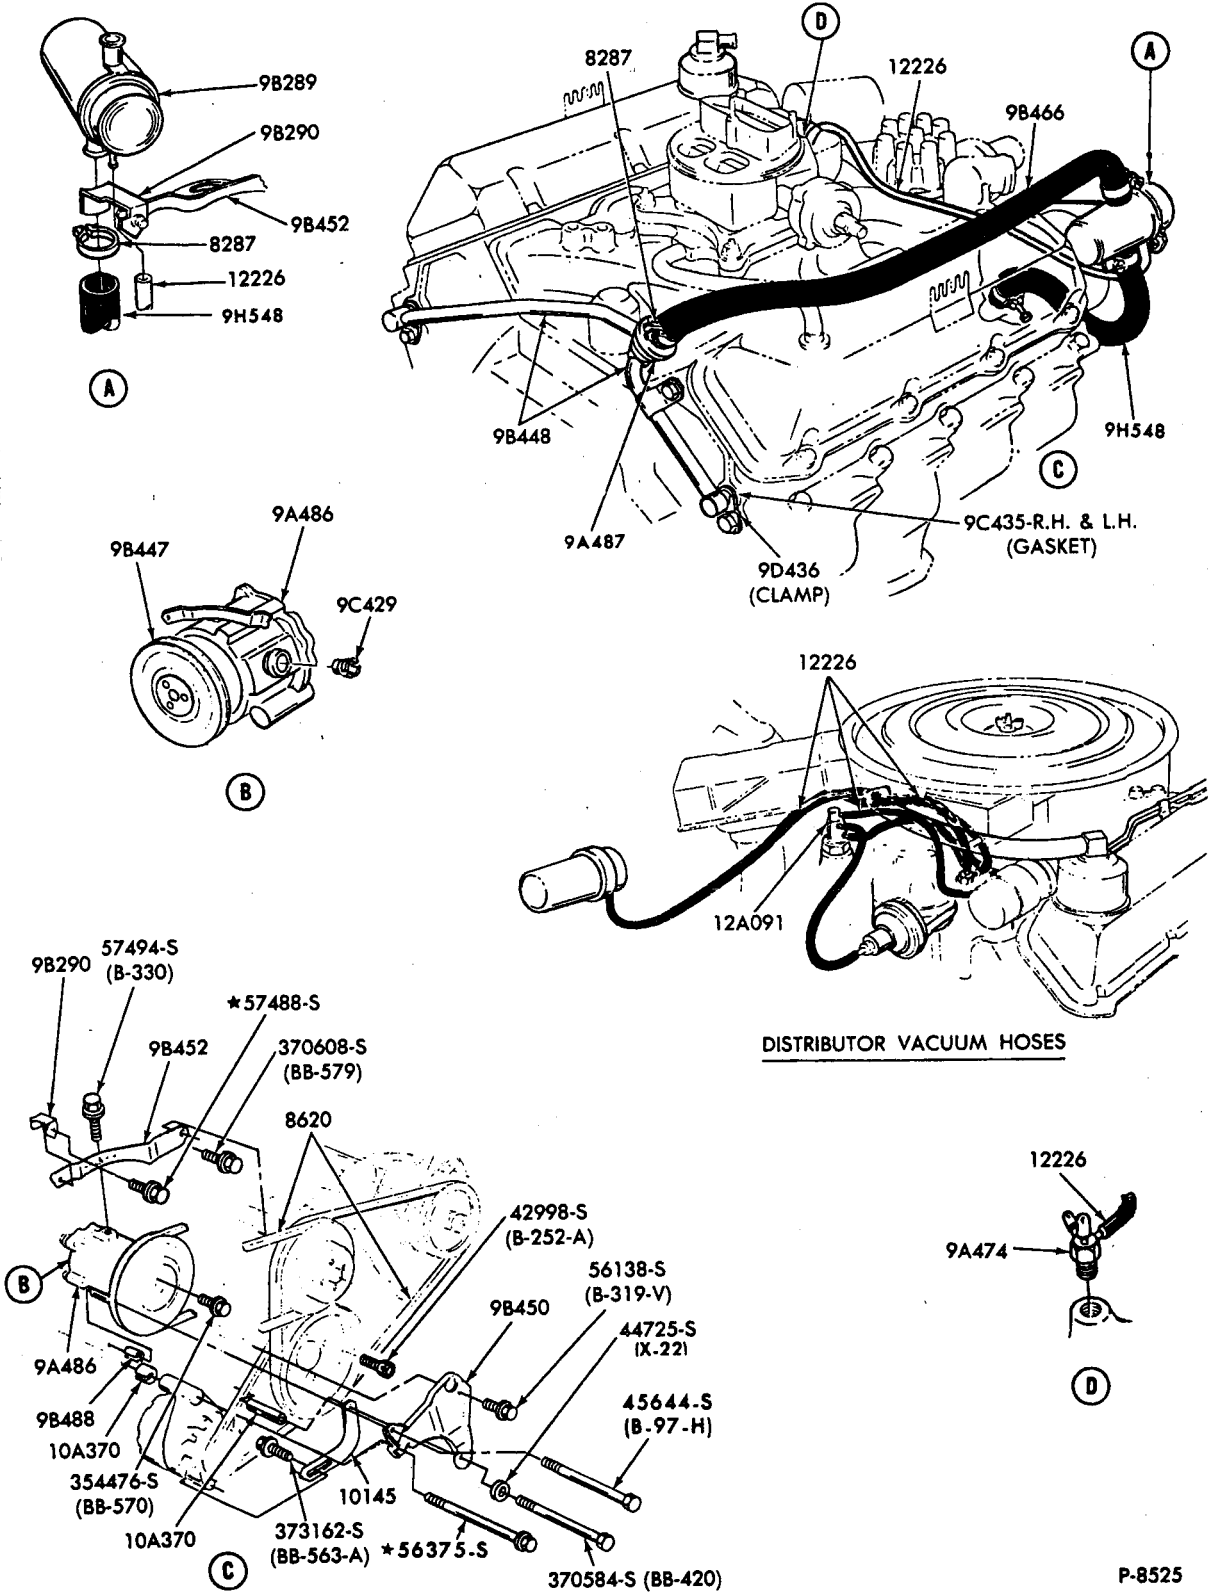 9B289
9B290
9B452
8287
12226
9H548
A
D
A
8287
12226
9B466
9B448
9A487
9H548
C
9C435-R.H. & L.H.
(GASKET)
9D436
(CLAMP)
9A486
9B447
9C429
B
12226
12A091
DISTRIBUTOR VACUUM HOSES
57494-S
(B-330)
9B290
★57488-S
9B452
370608-S
(BB-579)
8620
42998-S
(B-252-A)
56138-S
(B-319-V)
9B450
44725-S
(X-22)
45644-S
(B-97-H)
B
9A486
9B488
10A370
354476-S
(BB-570)
10A370
10145
373162-S
(BB-563-A)
★56375-S
370584-S (BB-420)
C
12226
9A474
D
P-8525